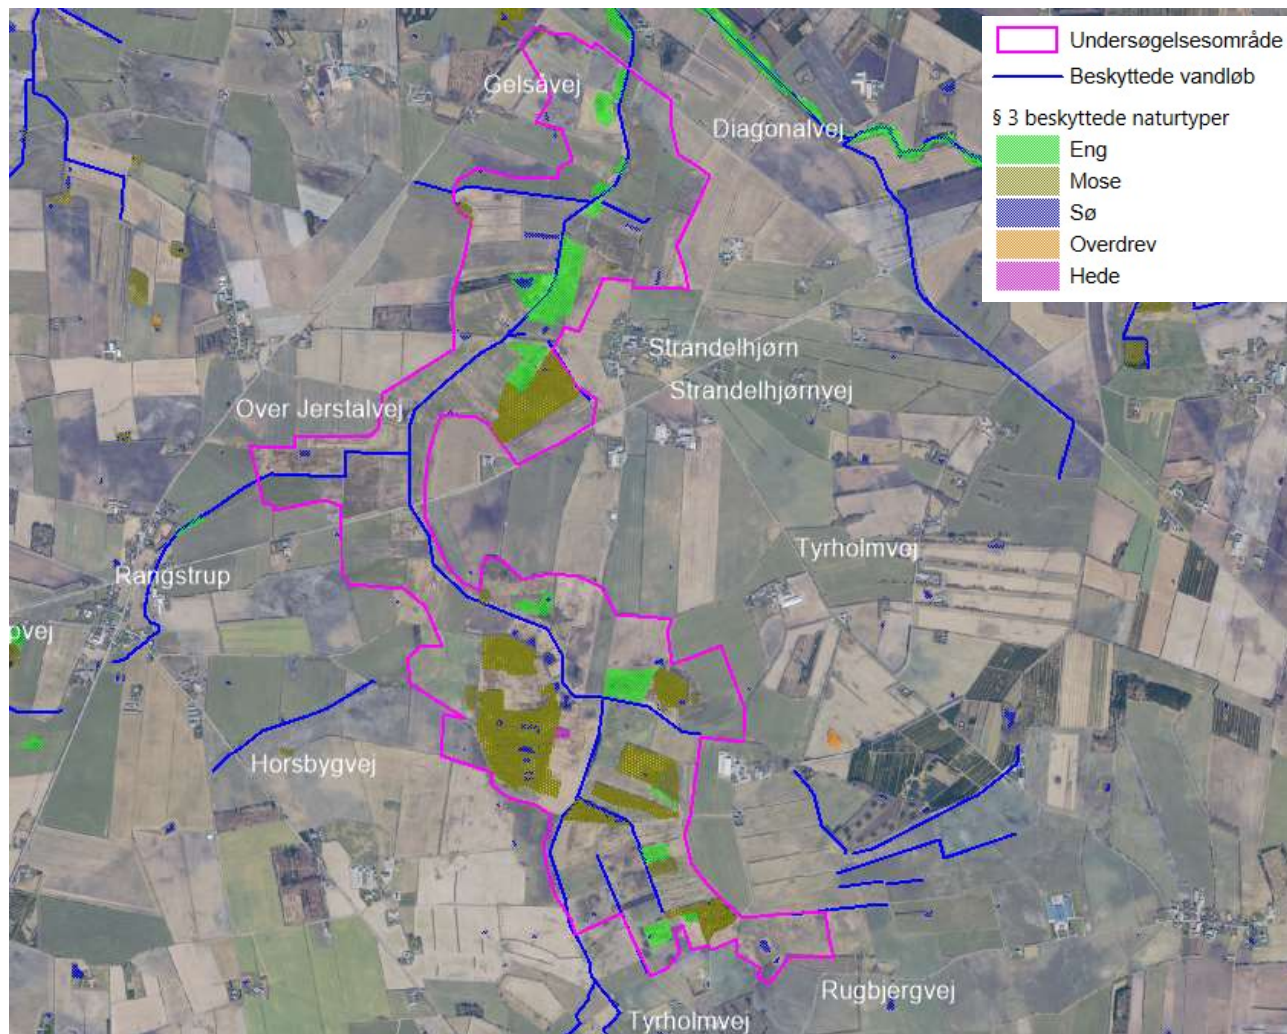 Undersøgelsesområde
Beskyttede vandløb
§ 3 beskyttede naturtyper
Eng
Mose
Sø
Overdrev
Hede
Gelsåvej
Diagonalvej
Strandelhjørn
Strandelhjørnvej
Over Jerstalvej
Tyrholmvej
Rangstrup
pvej
Horsbygvej
Rugbjergvej
Tyrholmvej